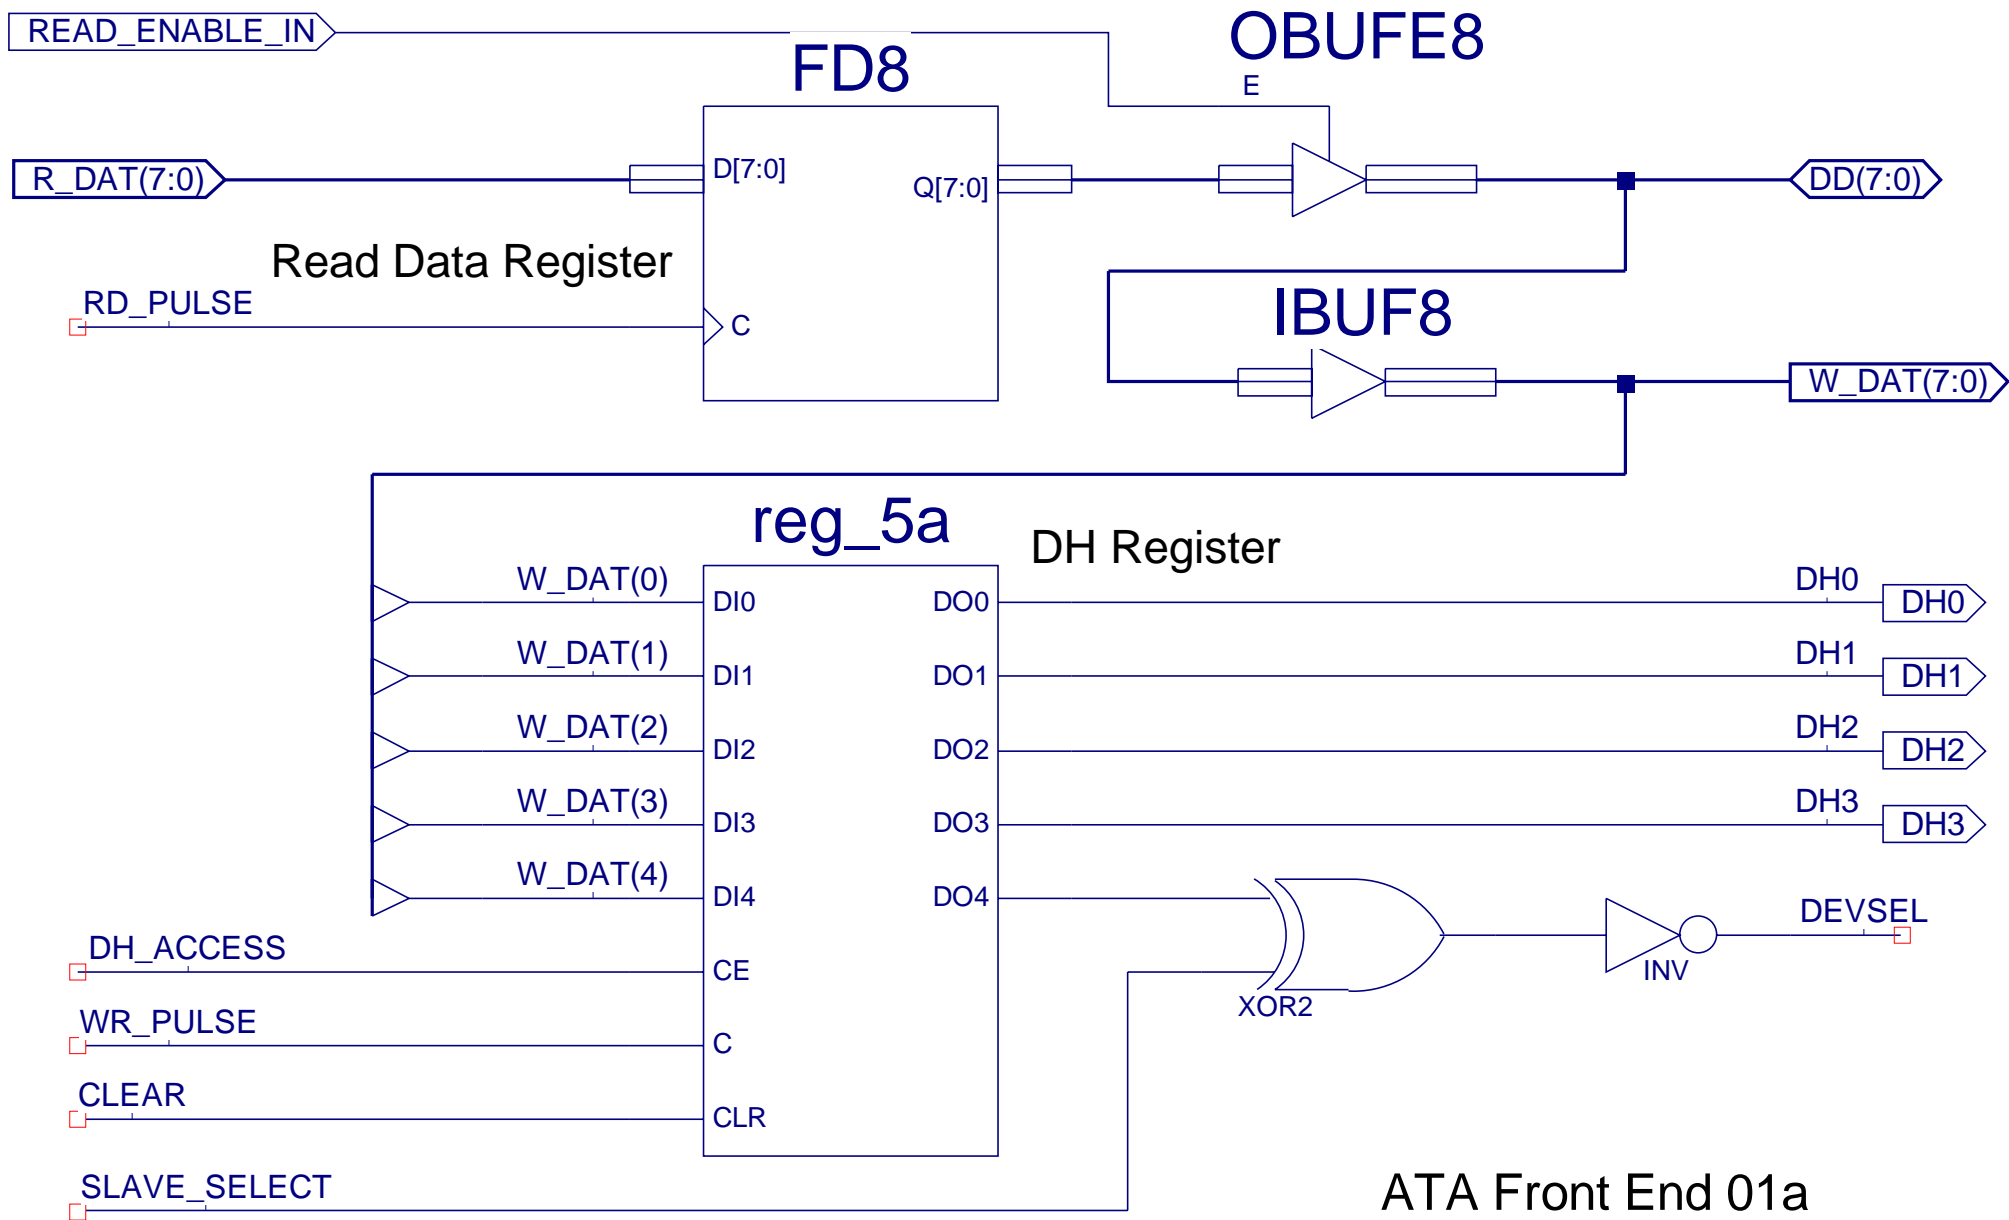 READ_ENABLE_IN
OBUFE8
E
FD8
R_DAT(7:0)
D[7:0]
Q[7:0]
DD(7:0)
Read Data Register
RD_PULSE
C
IBUF8
W_DAT(7:0)
reg_5a
DH Register
W_DAT(0)
DI0
DO0
DH0
DH0
W_DAT(1)
DI1
DO1
DH1
DH1
W_DAT(2)
DI2
DO2
DH2
DH2
W_DAT(3)
DI3
DO3
DH3
DH3
W_DAT(4)
DI4
DO4
DEVSEL
DH_ACCESS
CE
INV
XOR2
WR_PULSE
C
CLEAR
CLR
SLAVE_SELECT
ATA Front End 01a